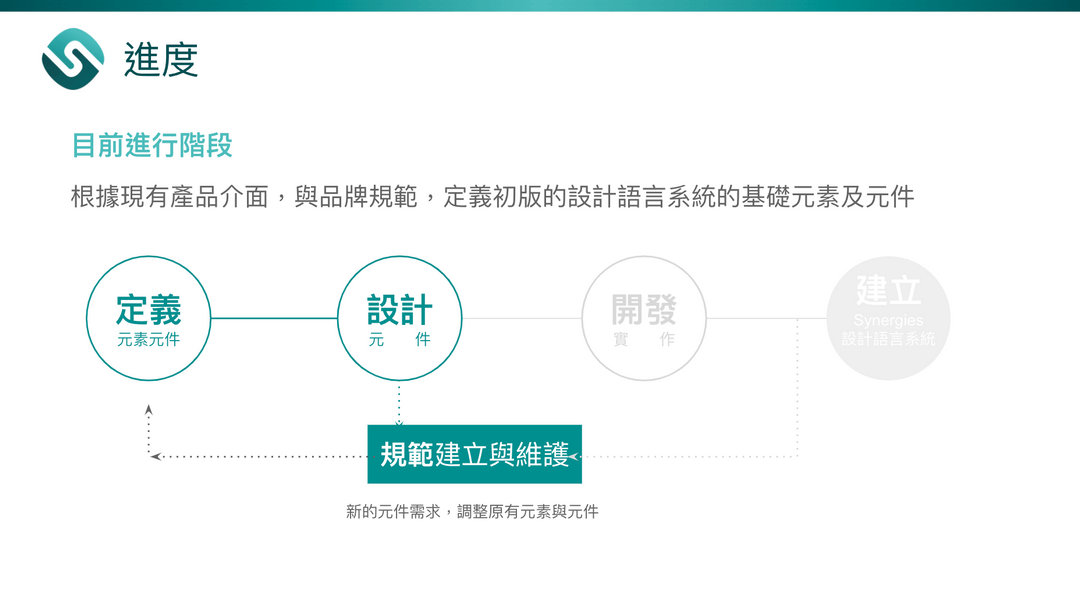 進度
目前進行階段
根據現有產品介面，與品牌規範，定義初版的設計語言系統的基礎元素及元件
定義
元素元件
設計
元 件
開發
實 作
建立
Synergies
設計語言系統
規範建立與維護
新的元件需求，調整原有元素與元件